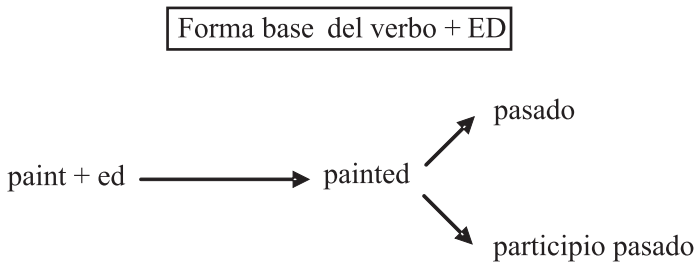 Forma base del verbo + ED
pasado
paint + ed painted
participio pasado